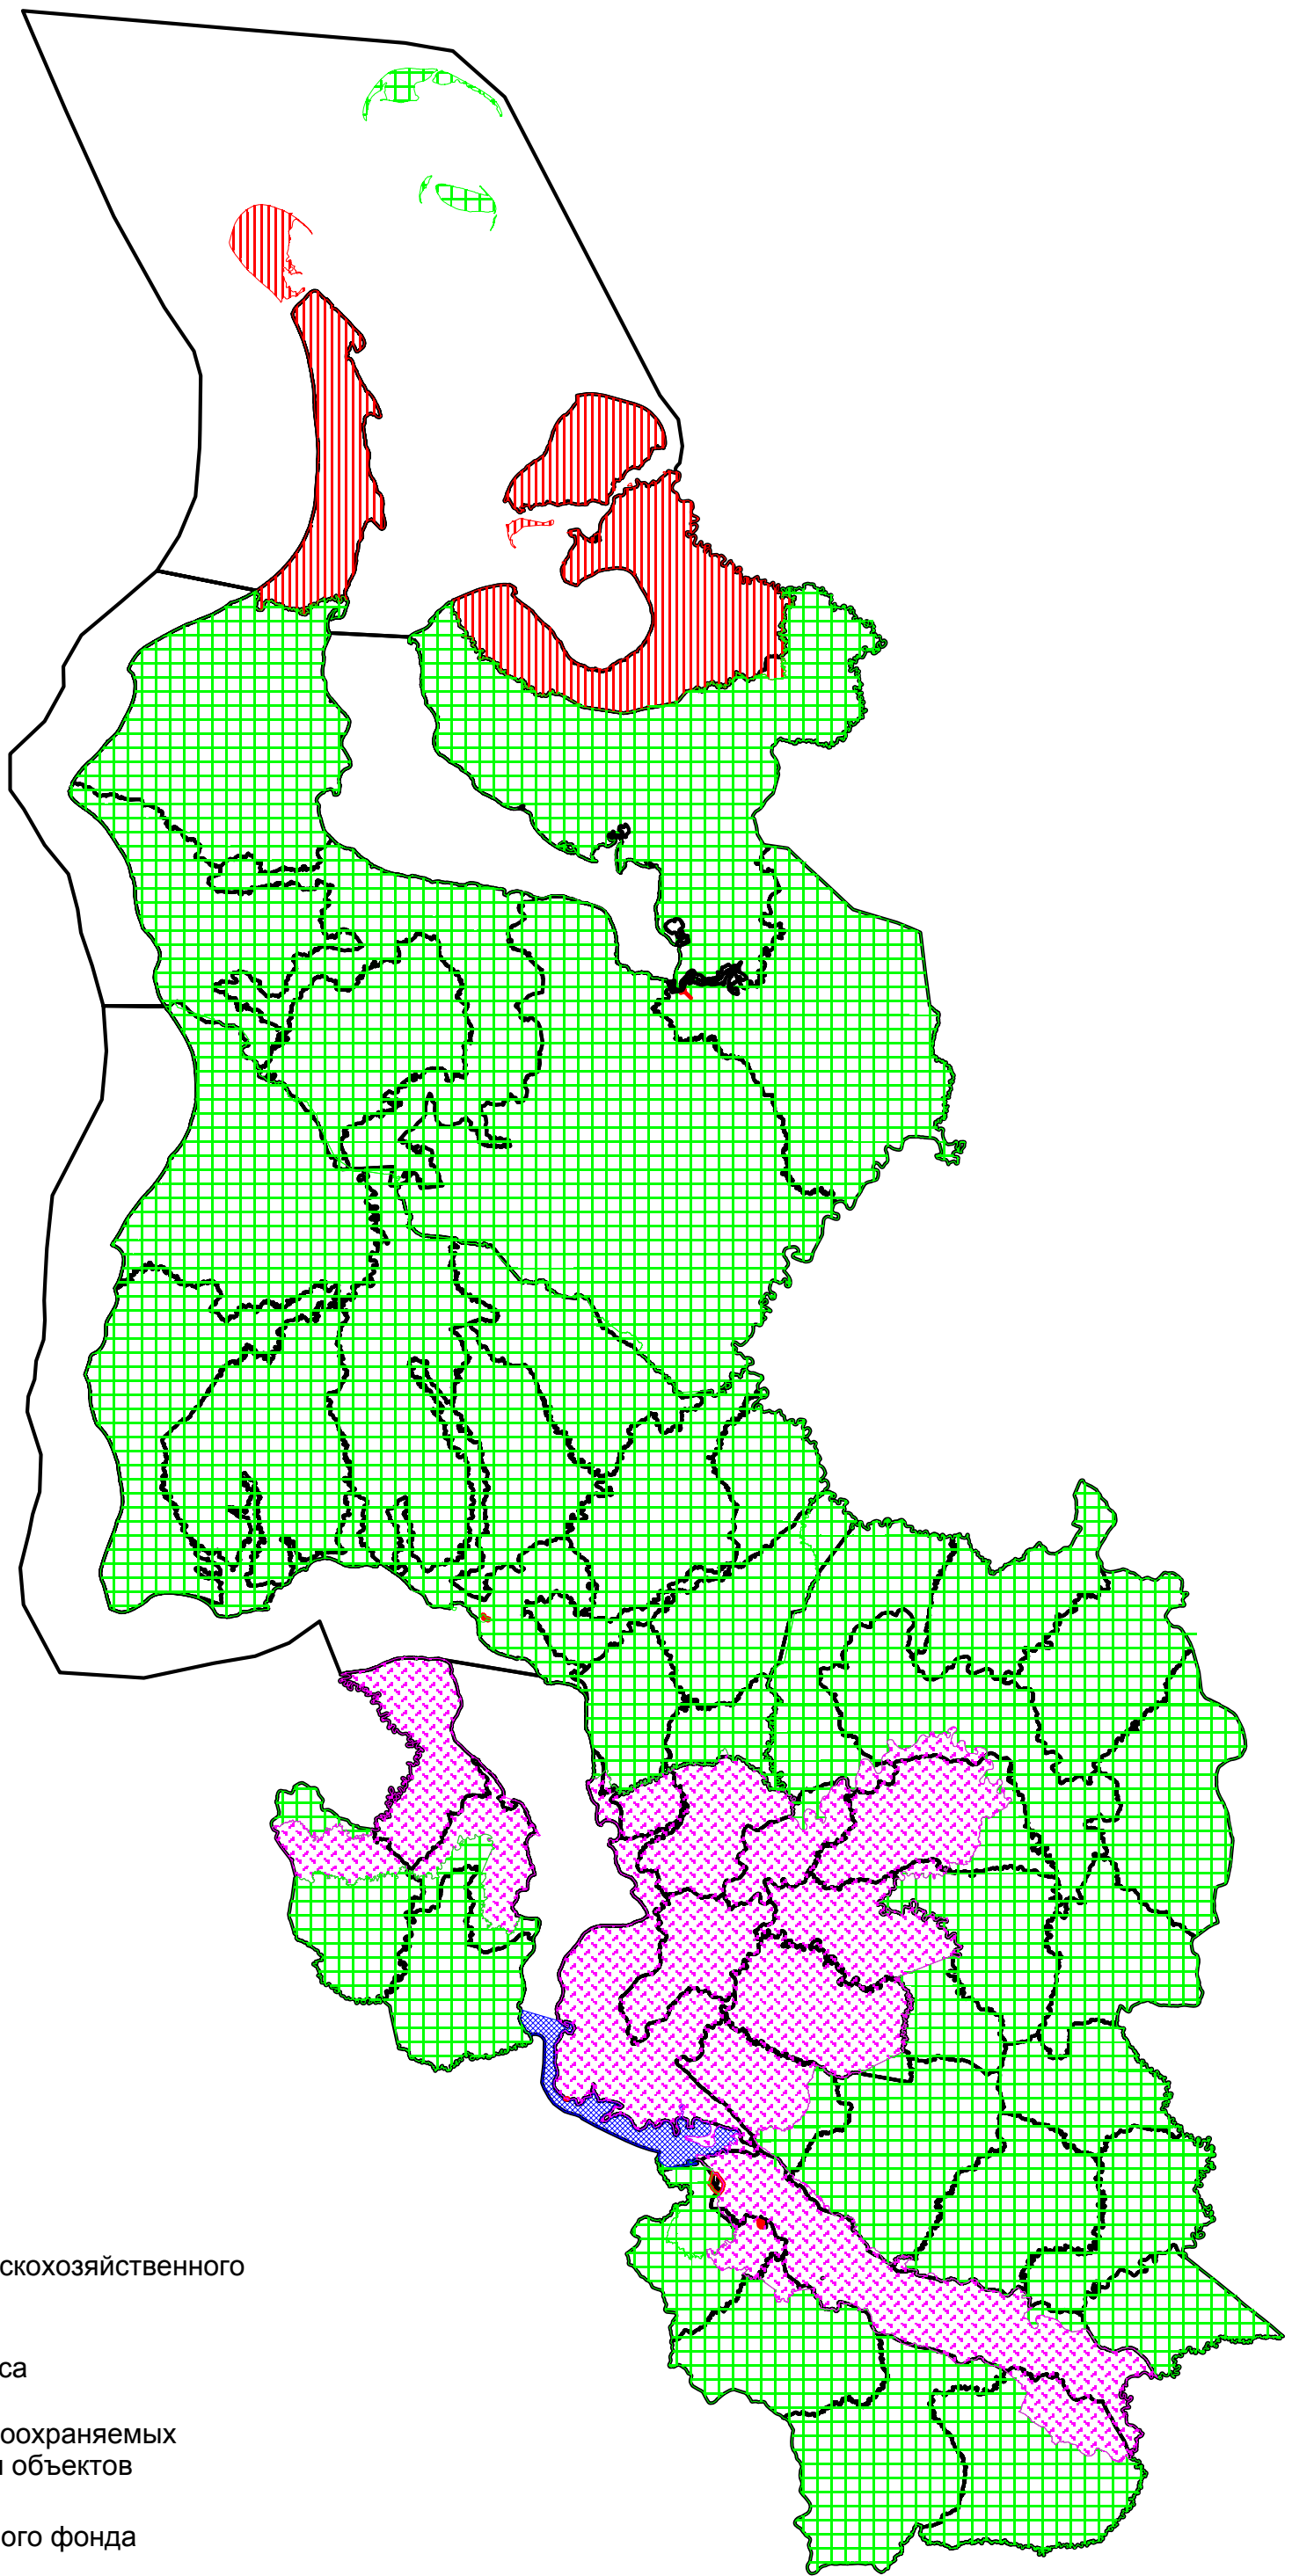 скохозяйственного
са
оохраняемых
и объектов
ого фонда